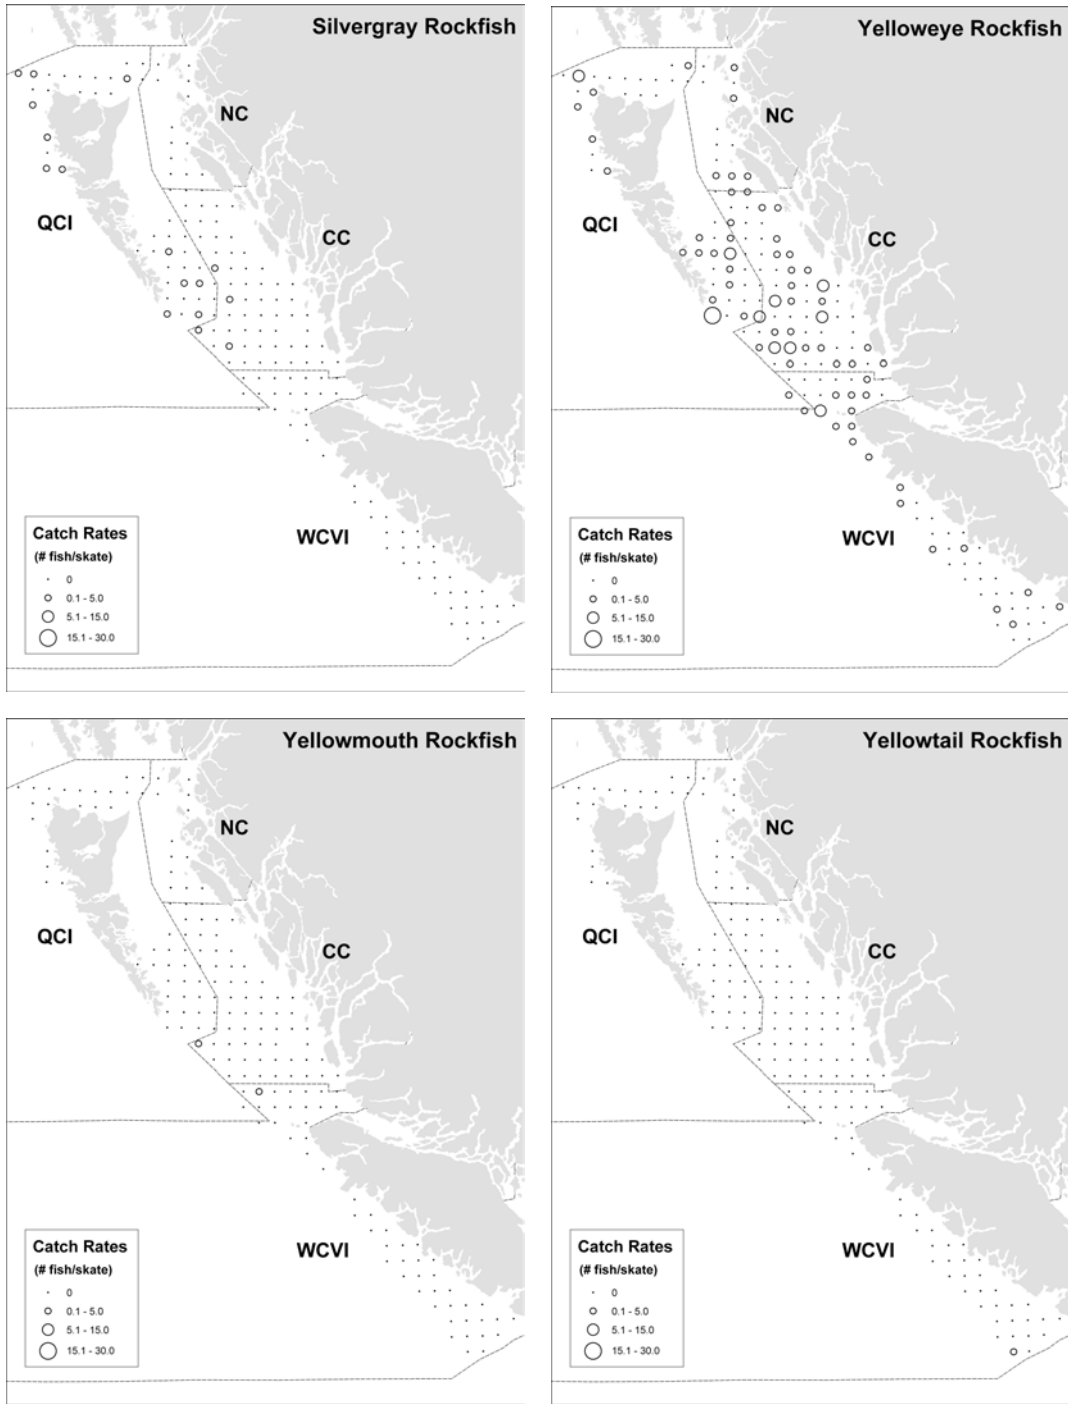 Silvergray Rockfish
NC
QCI
CC
WCVI
Catch Rates
(# fish/skate)
0
0.1 - 5.0
5.1 - 15.0
15.1 - 30.0
Yelloweye Rockfish
NC
QCI
CC
WCVI
Catch Rates
(# fish/skate)
0
0.1 - 5.0
5.1 - 15.0
15.1 - 30.0
Yellowmouth Rockfish
NC
QCI
CC
WCVI
Catch Rates
(# fish/skate)
0
0.1 - 5.0
5.1 - 15.0
15.1 - 30.0
Yellowtail Rockfish
NC
QCI
CC
WCVI
Catch Rates
(# fish/skate)
0
0.1 - 5.0
5.1 - 15.0
15.1 - 30.0